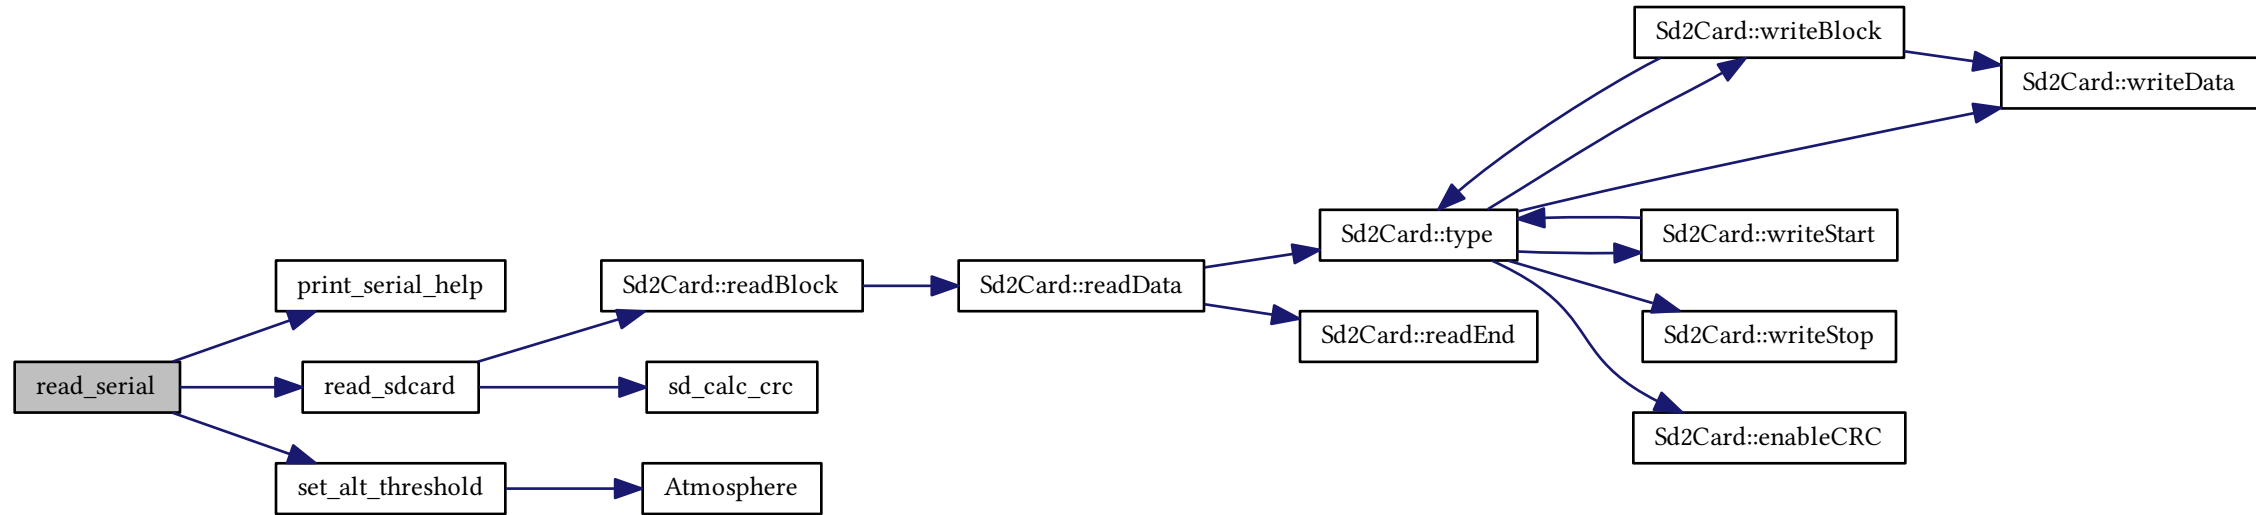 read_serial
print_serial_help
read_sdcard
set_alt_threshold
Sd2Card::readBlock
sd_calc_crc
Atmosphere
Sd2Card::readData
Sd2Card::type
Sd2Card::readEnd
Sd2Card::writeBlock
Sd2Card::writeStart
Sd2Card::writeStop
Sd2Card::enableCRC
Sd2Card::writeData